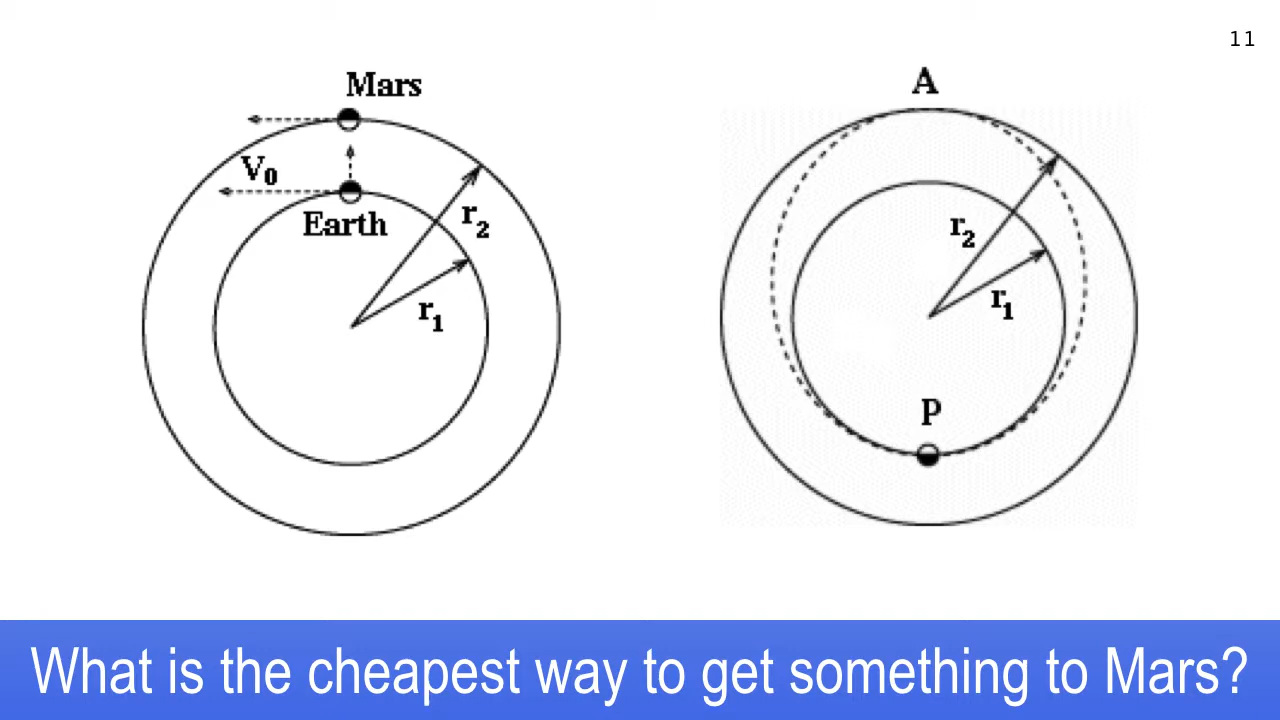 11
Mars
V₀
Earth
r₂
r₁
A
r₂
r₁
P
What is the cheapest way to get something to Mars?